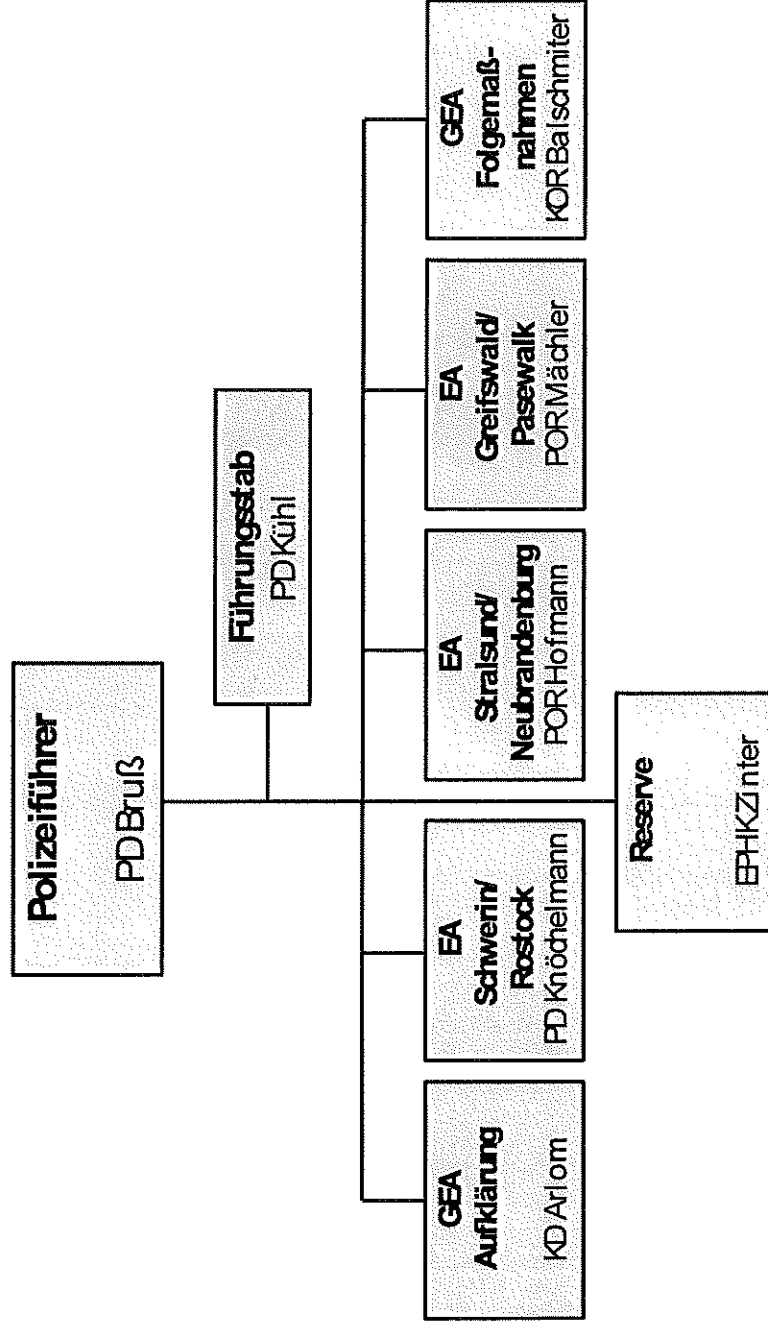 Polizeiführer
PD Bruß
Führungsstab
PD Kühl
GEA
Aufklärung
KD Arlom
EA
Schwerin/
Rostock
PD Knöchelmann
EA
Stralsund/
Neubrandenburg
POR Hofmann
EA
Greifswald/
Pasewalk
POR Mächler
GEA
Folgemaß-
nahmen
KOR Balschmiter
Reserve
EPHK Zinter